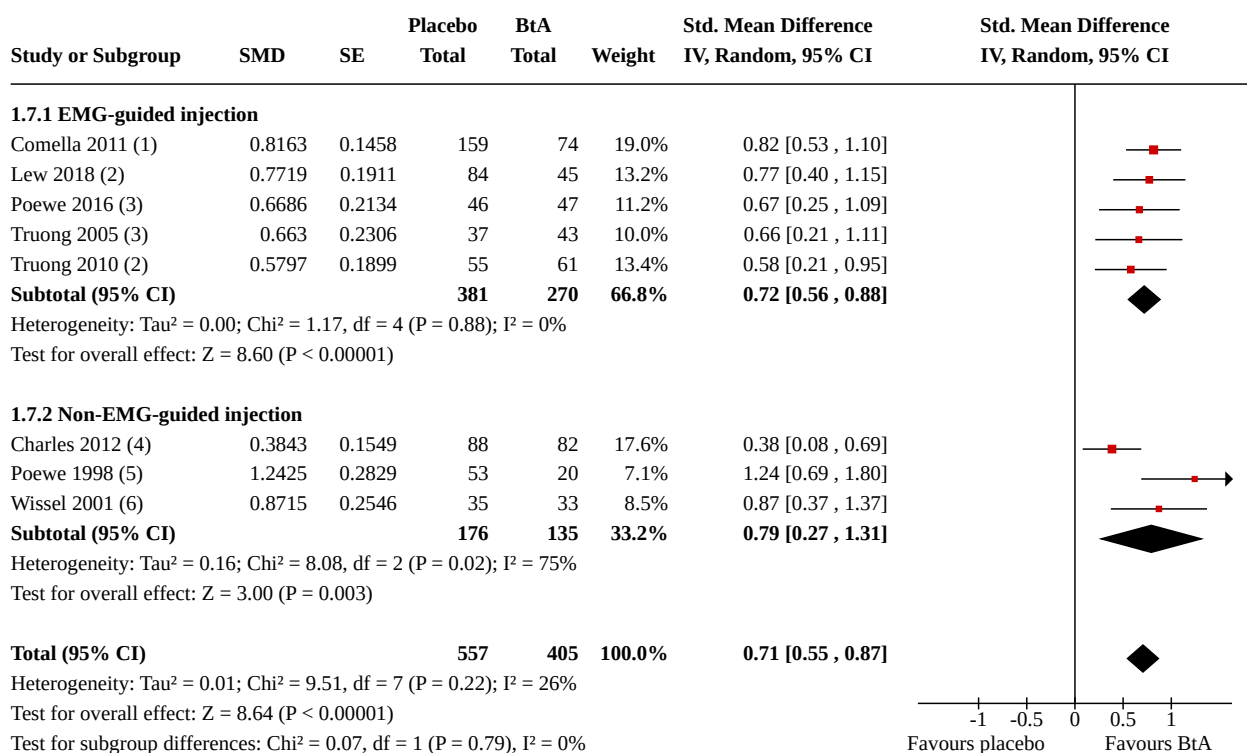 Placebo BtA Std. Mean Difference Std. Mean Difference
Study or Subgroup SMD SE Total Total Weight IV, Random, 95% CI IV, Random, 95% CI
1.7.1 EMG-guided injection
Comella 2011 (1) 0.8163 0.1458 159 74 19.0% 0.82 [0.53 , 1.10]
Lew 2018 (2) 0.7719 0.1911 84 45 13.2% 0.77 [0.40 , 1.15]
Poewe 2016 (3) 0.6686 0.2134 46 47 11.2% 0.67 [0.25 , 1.09]
Truong 2005 (3) 0.663 0.2306 37 43 10.0% 0.66 [0.21 , 1.11]
Truong 2010 (2) 0.5797 0.1899 55 61 13.4% 0.58 [0.21 , 0.95]
Subtotal (95% CI) 381 270 66.8% 0.72 [0.56 , 0.88]
Heterogeneity: Tau² = 0.00; Chi² = 1.17, df = 4 (P = 0.88); I² = 0%
Test for overall effect: Z = 8.60 (P < 0.00001)
1.7.2 Non-EMG-guided injection
Charles 2012 (4) 0.3843 0.1549 88 82 17.6% 0.38 [0.08 , 0.69]
Poewe 1998 (5) 1.2425 0.2829 53 20 7.1% 1.24 [0.69 , 1.80]
Wissel 2001 (6) 0.8715 0.2546 35 33 8.5% 0.87 [0.37 , 1.37]
Subtotal (95% CI) 176 135 33.2% 0.79 [0.27 , 1.31]
Heterogeneity: Tau² = 0.16; Chi² = 8.08, df = 2 (P = 0.02); I² = 75%
Test for overall effect: Z = 3.00 (P = 0.003)
Total (95% CI) 557 405 100.0% 0.71 [0.55 , 0.87]
Heterogeneity: Tau² = 0.01; Chi² = 9.51, df = 7 (P = 0.22); I² = 26%
Test for overall effect: Z = 8.64 (P < 0.00001)
-1 -0.5 0 0.5 1
Test for subgroup differences: Chi² = 0.07, df = 1 (P = 0.79), I² = 0%
Favours placebo Favours BtA